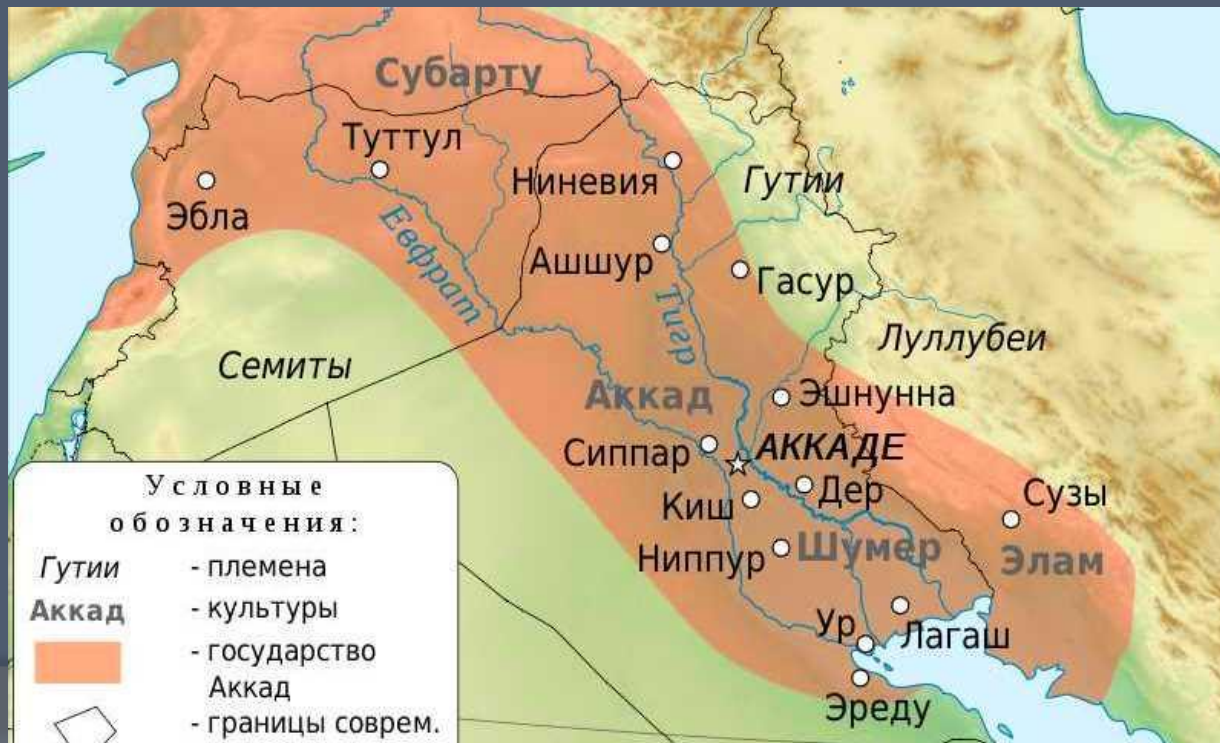 Субарту
Туттул
Ниневия
Гутии
Эбла
Евфрат
Ашшур
Гасур
Тигр
Семиты
Луллубеи
Аккад
Эшнунна
Сиппар
АККАДЕ
Киш
Дер
Сузы
Ниппур
Шумер
Элам
Ур
Лагаш
Эреду
Условные
обозначения:
Гутии - племена
Аккад - культуры
- государство
Аккад
- границы соврем.